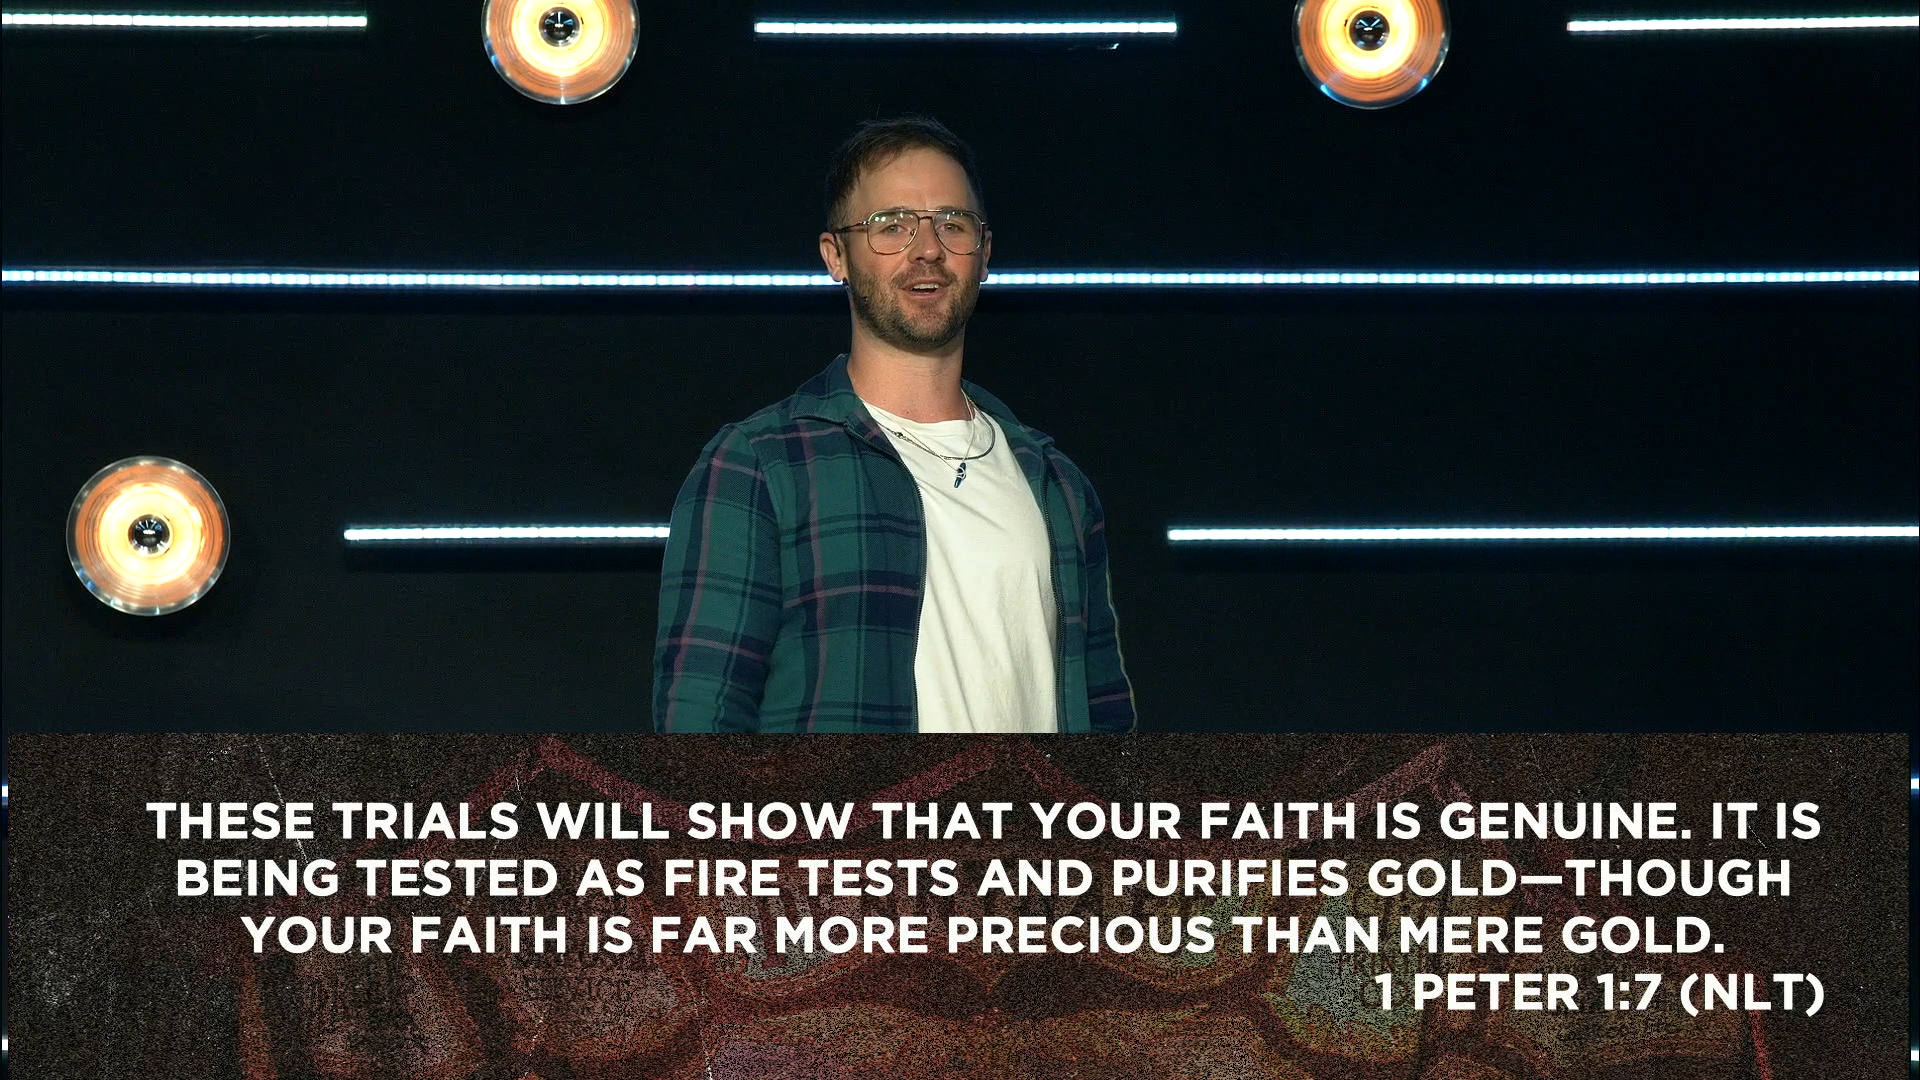 THESE TRIALS WILL SHOW THAT YOUR FAITH IS GENUINE. IT IS
BEING TESTED AS FIRE TESTS AND PURIFIES GOLD—THOUGH
YOUR FAITH IS FAR MORE PRECIOUS THAN MERE GOLD.
1 PETER 1:7 (NLT)